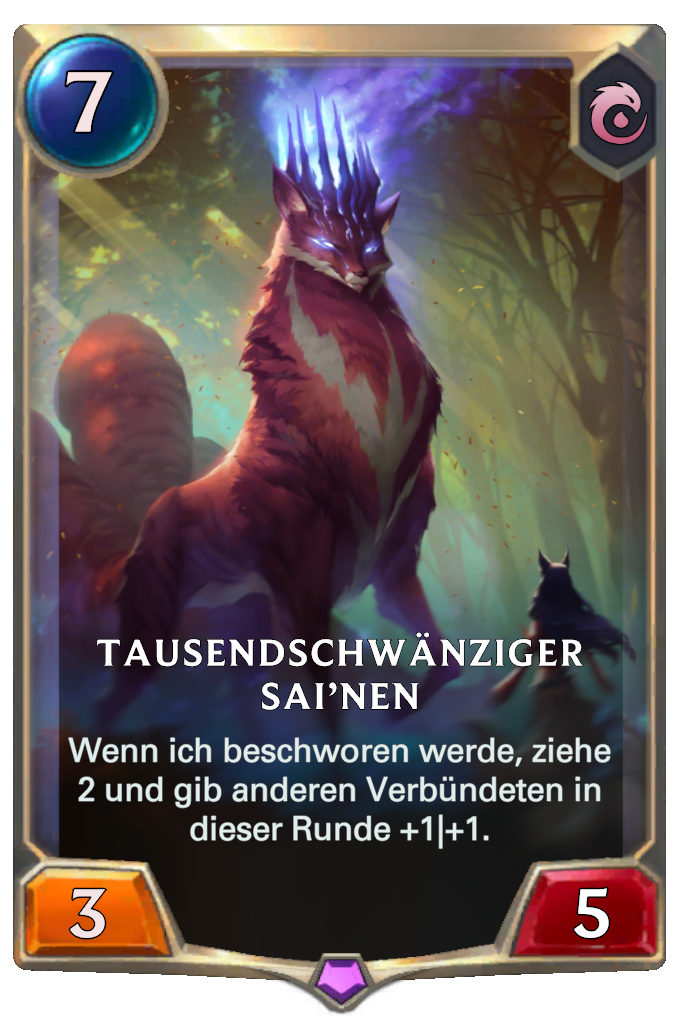 7
TAUSENDSCHWÄNZIGER
SAI’NEN
Wenn ich beschworen werde, ziehe
2 und gib anderen Verbündeten in
dieser Runde +1|+1.
3
5